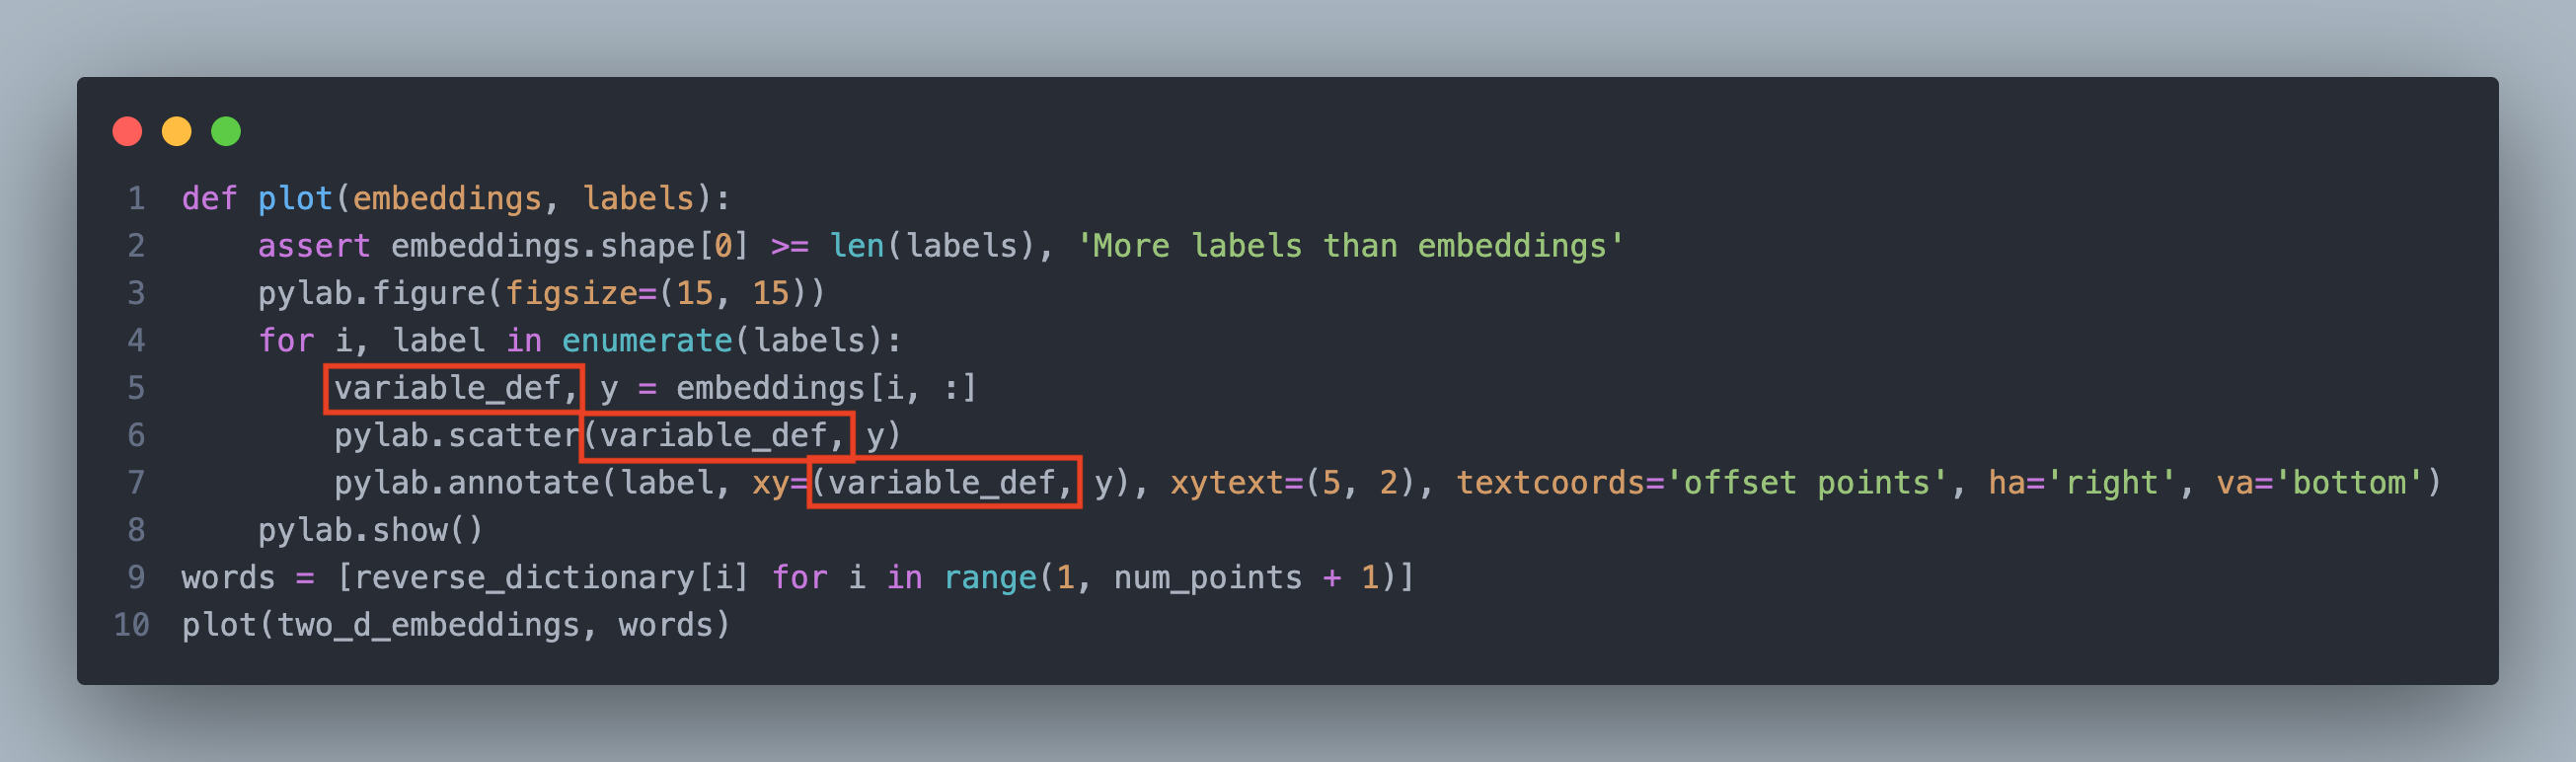 1 def plot(embeddings, labels):
2     assert embeddings.shape[0] >= len(labels), 'More labels than embeddings'
3     pylab.figure(figsize=(15, 15))
4     for i, label in enumerate(labels):
5         variable_def, y = embeddings[i, :]
6         pylab.scatter(variable_def, y)
7         pylab.annotate(label, xy=(variable_def, y), xytext=(5, 2), textcoords='offset points', ha='right', va='bottom')
8     pylab.show()
9 words = [reverse_dictionary[i] for i in range(1, num_points + 1)]
10 plot(two_d_embeddings, words)